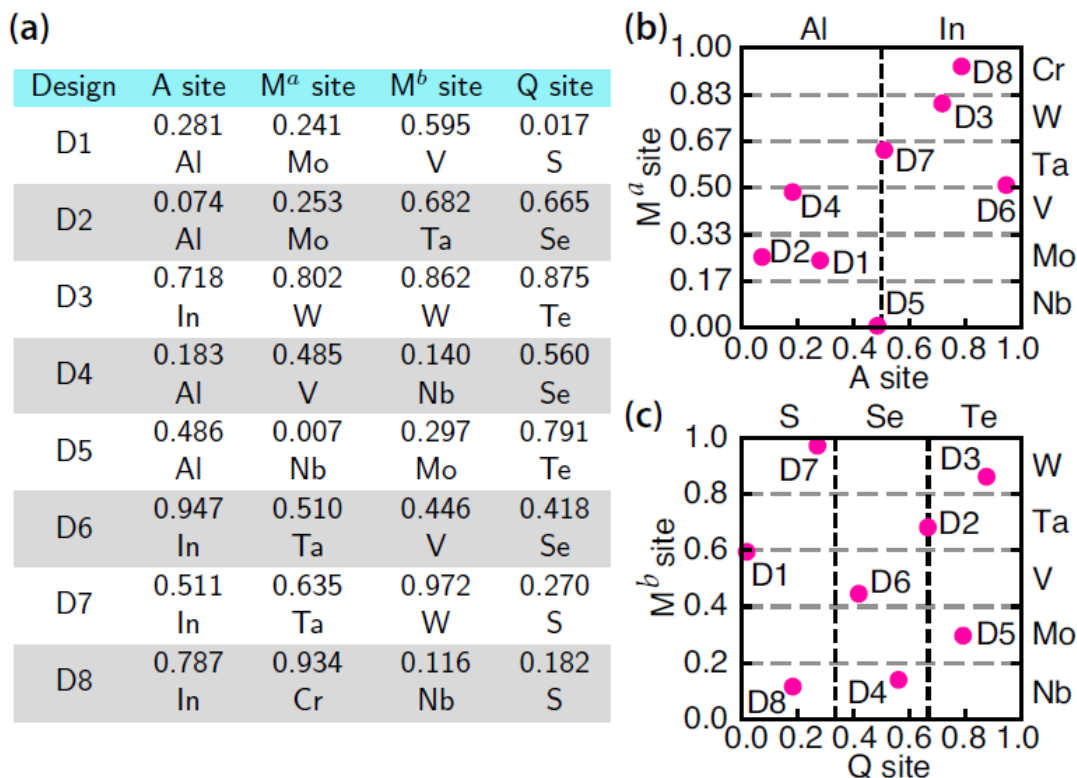 (a)
Design A site Mᵃ site Mᵇ site Q site
D1
0.281 0.241 0.595 0.017
Al Mo V S
D2
0.074 0.253 0.682 0.665
Al Mo Ta Se
D3
0.718 0.802 0.862 0.875
In W W Te
D4
0.183 0.485 0.140 0.560
Al V Nb Se
D5
0.486 0.007 0.297 0.791
Al Nb Mo Te
D6
0.947 0.510 0.446 0.418
In Ta V Se
D7
0.511 0.635 0.972 0.270
In Ta W S
D8
0.787 0.934 0.116 0.182
In Cr Nb S
(b)
Al In
1.00
0.83
0.67
0.50
0.33
0.17
0.00
Mᵃ site
D8
D3
D7
D4
D6
D2
D1
D5
Cr
W
Ta
V
Mo
Nb
0.0 0.2 0.4 0.6 0.8 1.0
A site
(c)
S Se Te
1.0
0.8
0.6
0.4
0.2
0.0
Mᵇ site
D7
D3
D2
D1
D6
D5
D8
D4
W
Ta
V
Mo
Nb
0.0 0.2 0.4 0.6 0.8 1.0
Q site